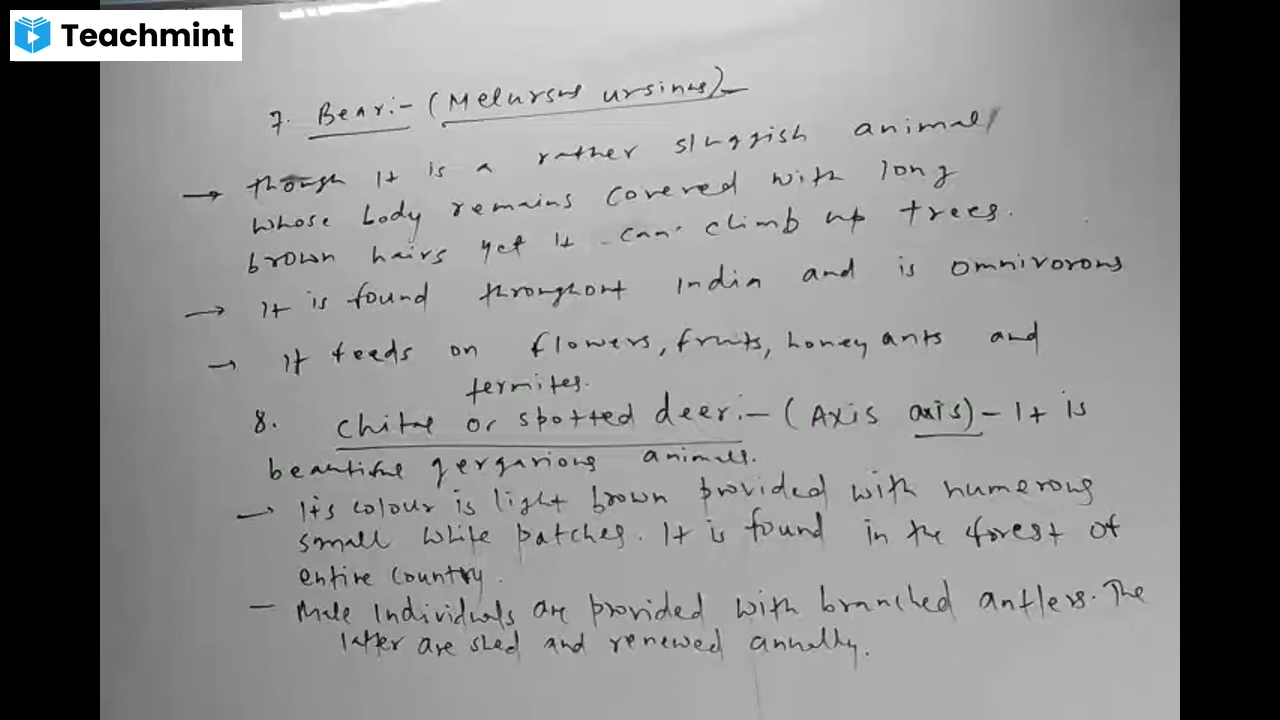 Teachmint
7. Bear:- (Melursus ursinus)-
→ though It is a rather sluggish animal
whose body remains covered with long
brown hairs yet it can climb up trees.
→ It is found throughout India and is omnivorous
→ It feeds on flowers, fruits, honey ants and
termites.
8. Chital or spotted deer:- (Axis axis) - It is
beautiful gergarious animals.
→ Its colour is light brown provided with numerous
small white patches. It is found in the forest of
entire country.
- Male Individuals are provided with branched antlers. The
latter are shed and renewed annually.